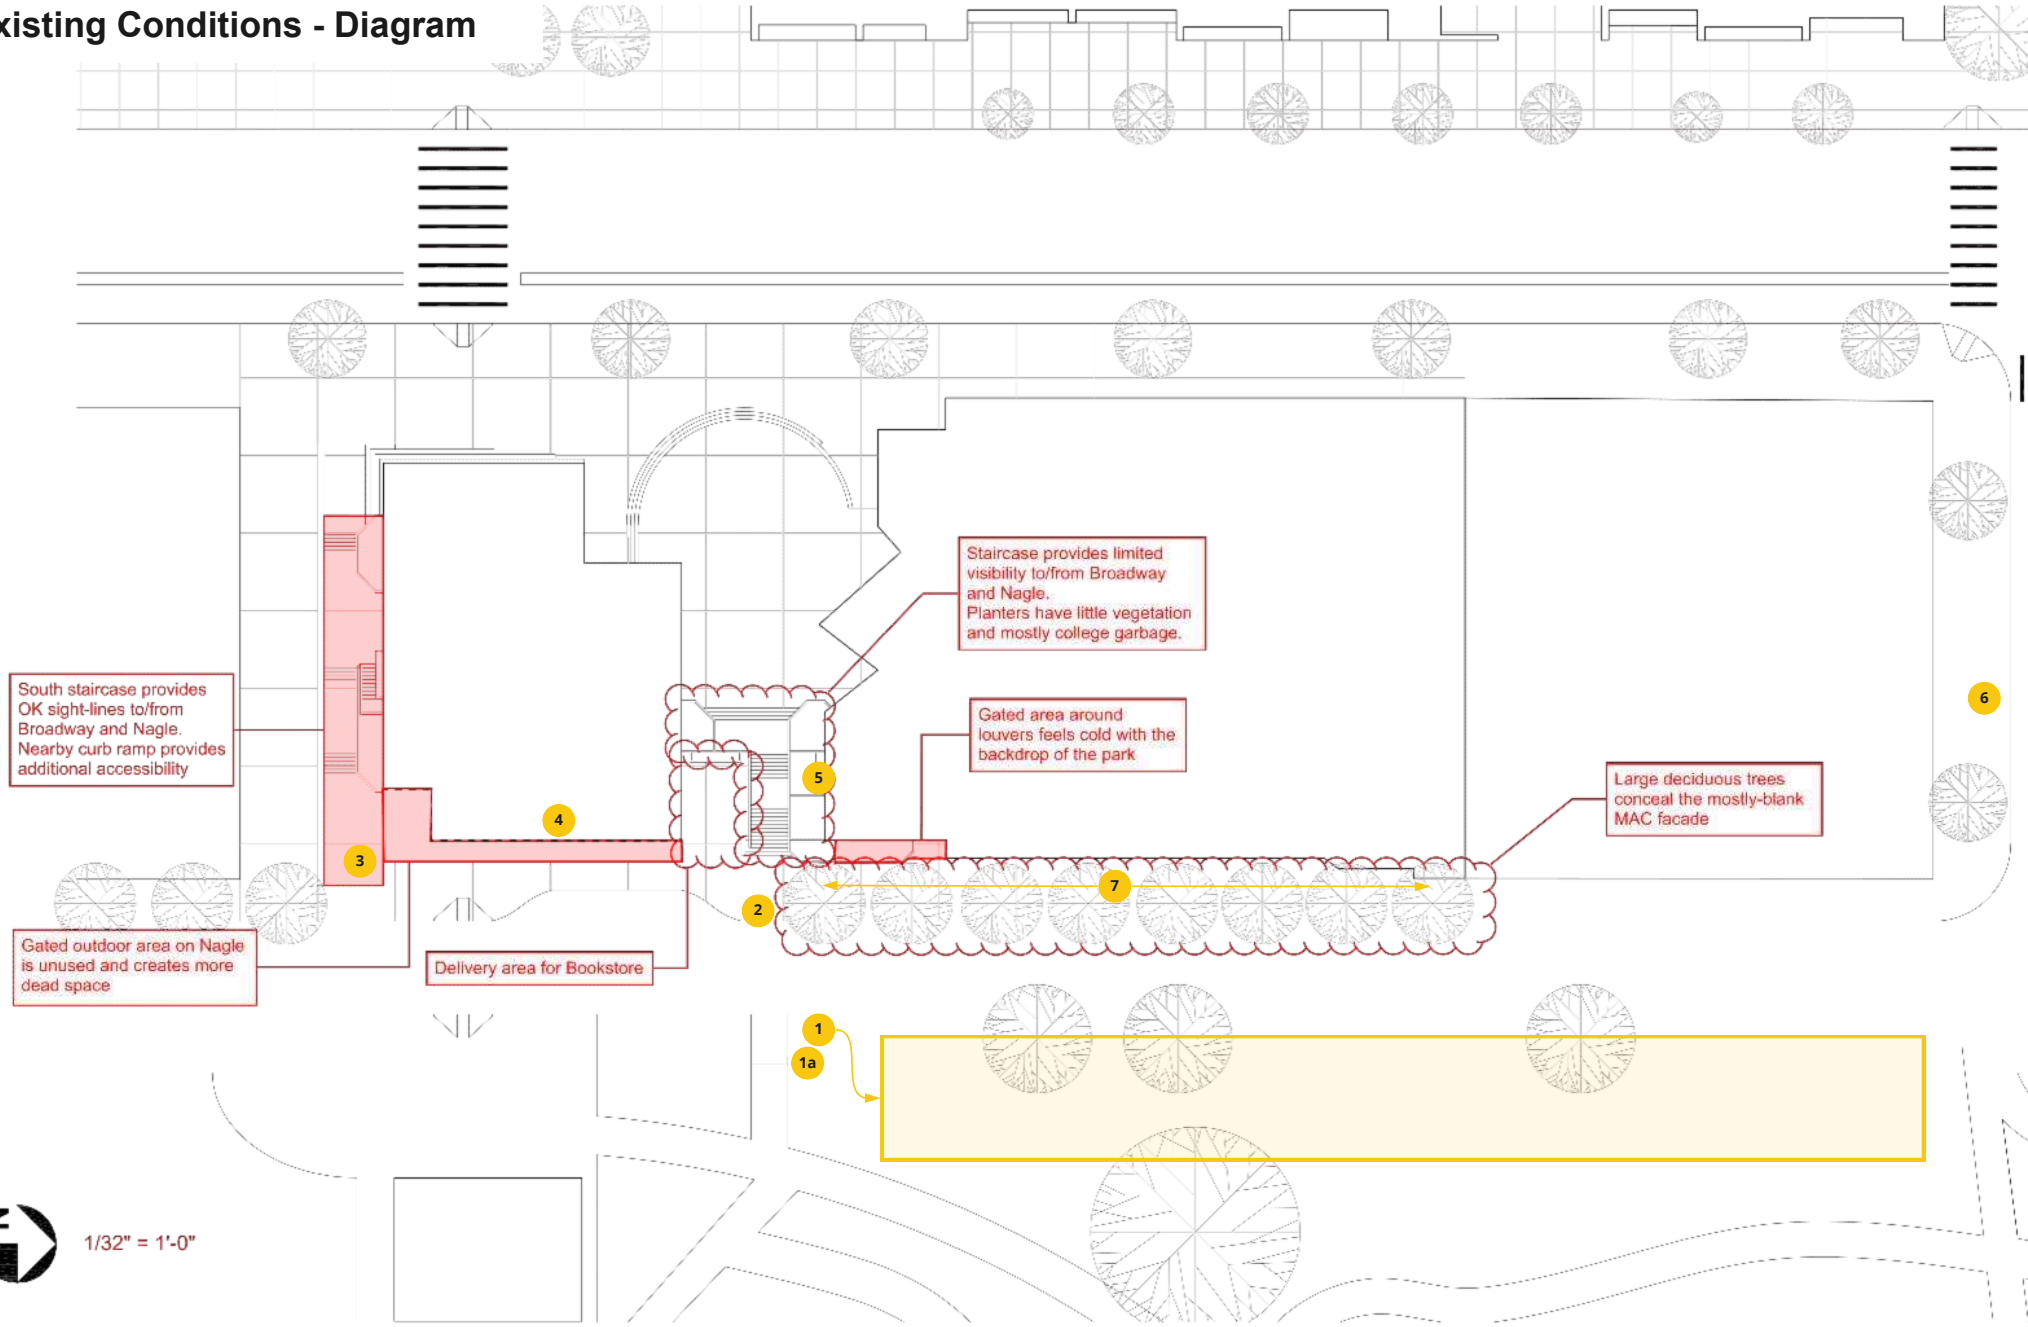 xisting Conditions - Diagram
Staircase provides limited
visibility to/from Broadway
and Nagle.
Planters have little vegetation
and mostly college garbage.
South staircase provides
OK sight-lines to/from
Broadway and Nagle.
Nearby curb ramp provides
additional accessibility
6
Gated area around
louvers feels cold with the
backdrop of the park
5
Large deciduous trees
conceal the mostly-blank
MAC facade
4
3
7
2
Gated outdoor area on Nagle
is unused and creates more
dead space
Delivery area for Bookstore
1
1a
N
1/32" = 1'-0"